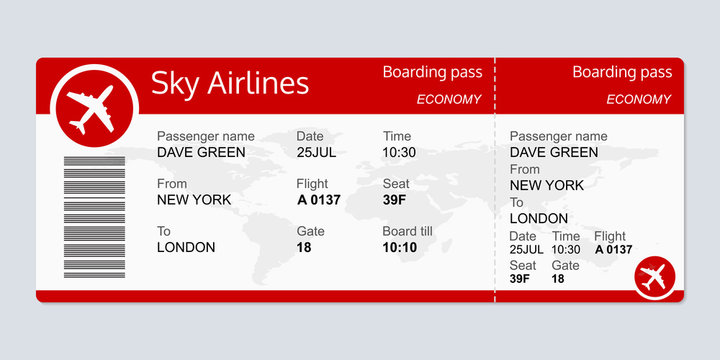 Sky Airlines
Boarding pass
ECONOMY
Passenger name Date Time
DAVE GREEN 25JUL 10:30
From Flight Seat
NEW YORK A 0137 39F
To Gate Board till
LONDON 18 10:10
Boarding pass
ECONOMY
Passenger name
DAVE GREEN
From
NEW YORK
To
LONDON
Date Time Flight
25JUL 10:30 A 0137
Seat Gate
39F 18